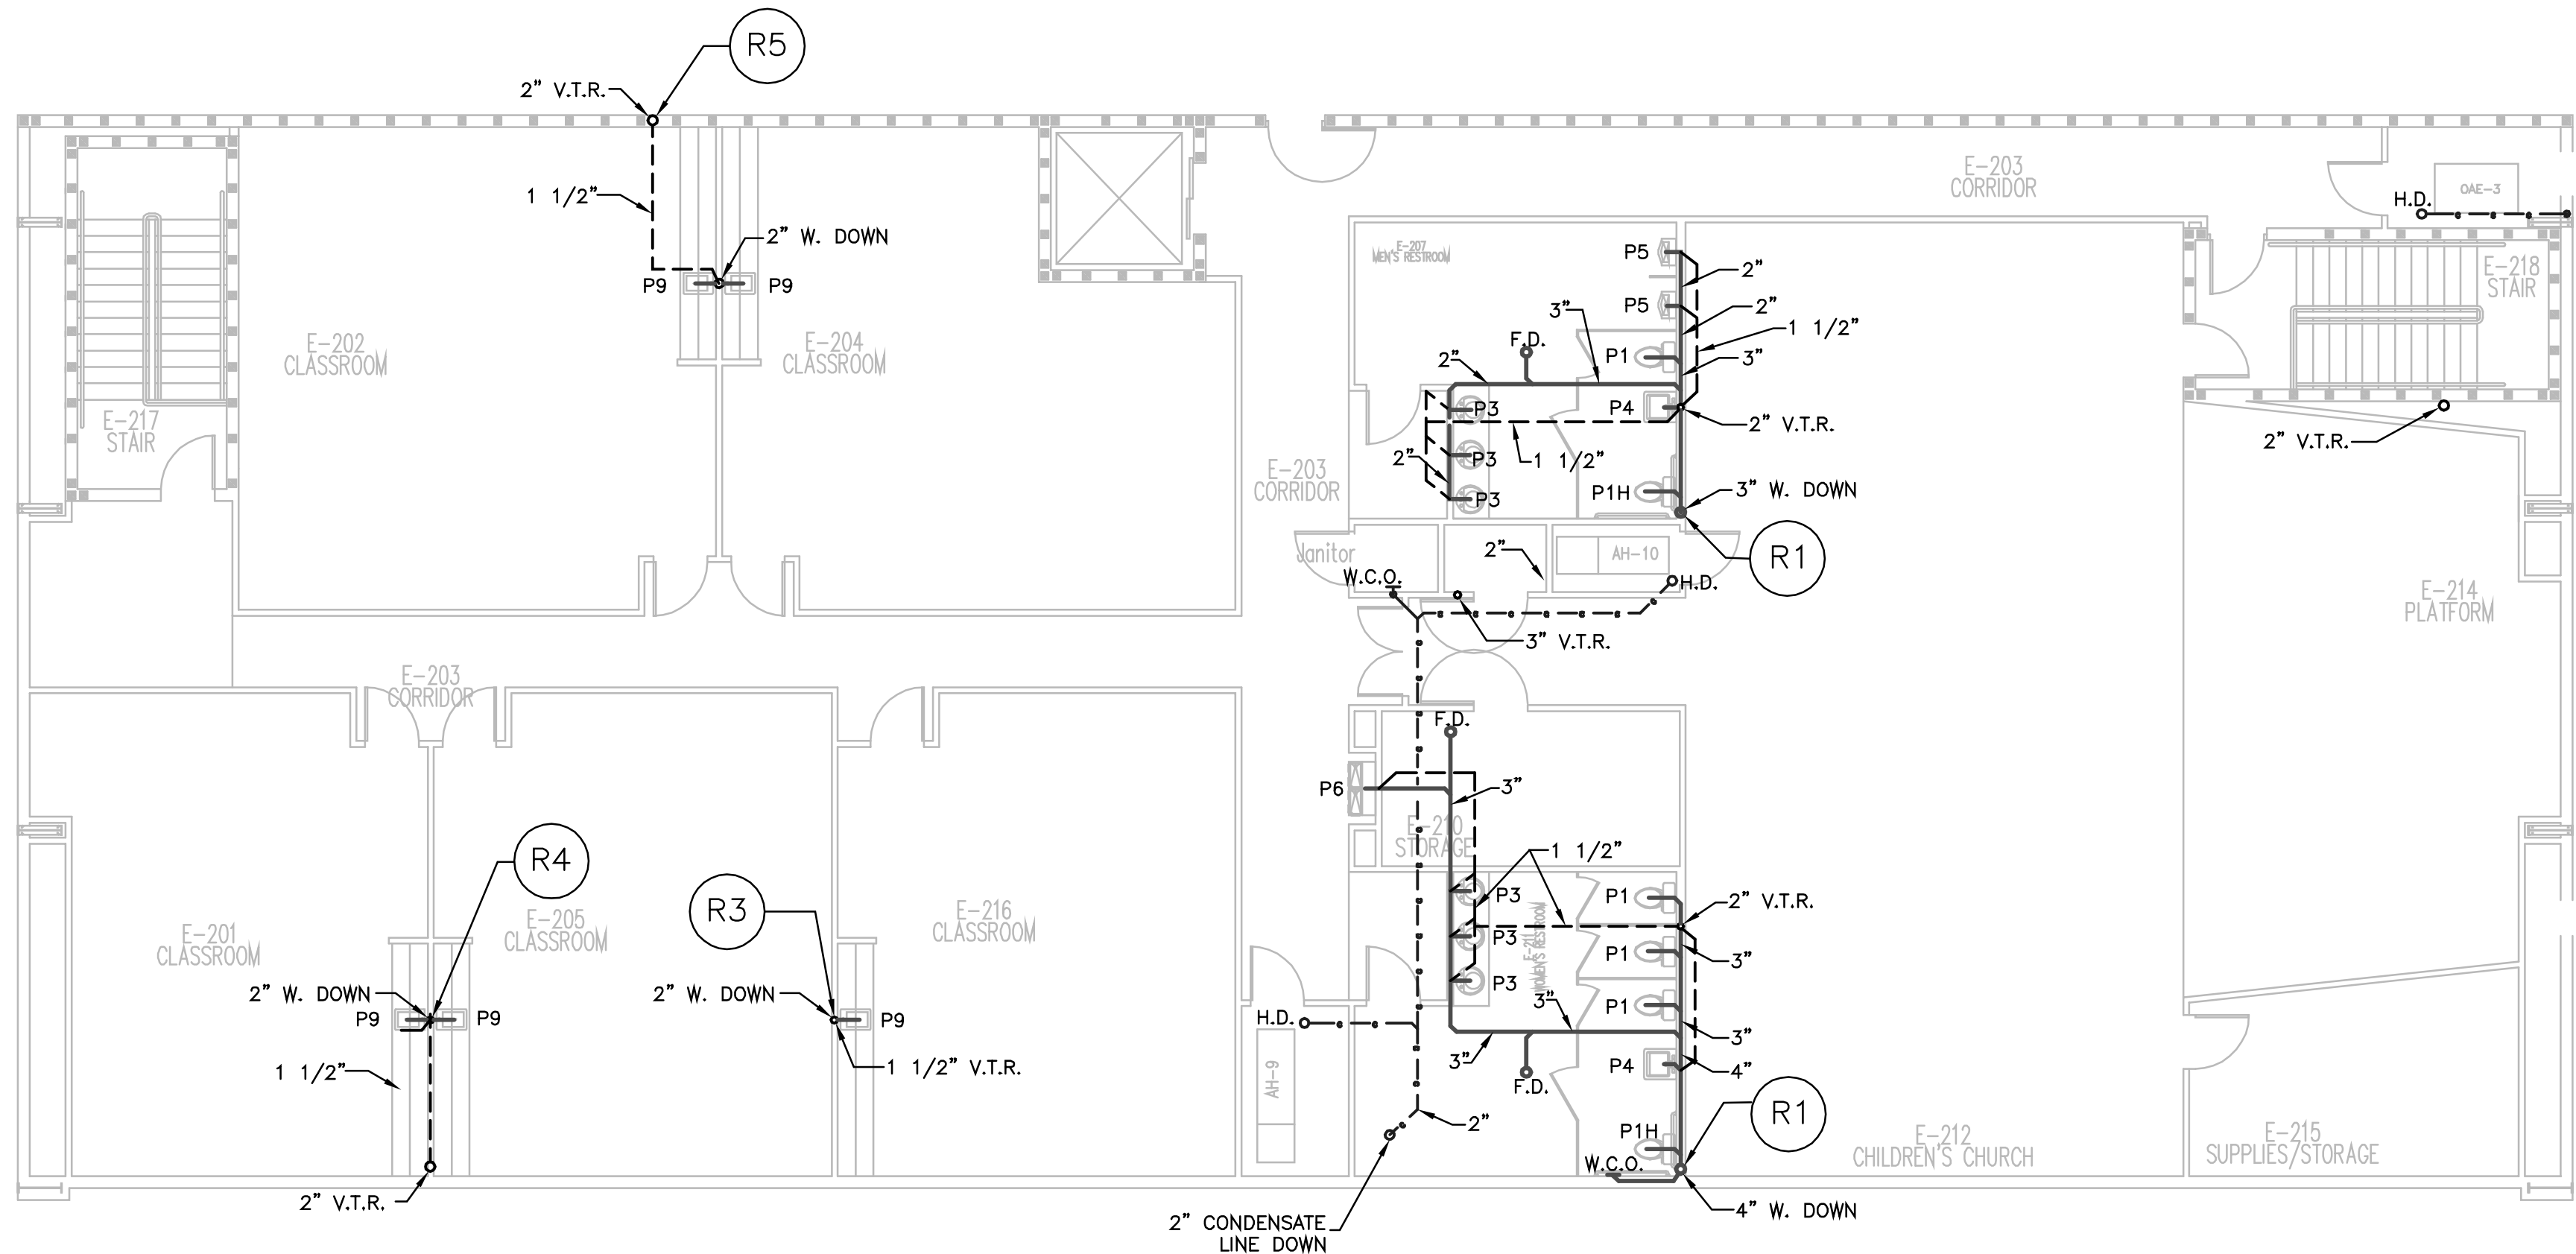 R5
2" V.T.R.
1 1/2"
2" W. DOWN
P9
P9
E-202
CLASSROOM
E-204
CLASSROOM
E-217
STAIR
E-203
CORRIDOR
OAE-3
H.D.
E-218
STAIR
2" V.T.R.
E-207
MEN'S RESTROOM
P5
2"
P5
2"
3"
1 1/2"
F.D.
P1
3"
2"
P3
P4
2" V.T.R.
P3
2"
1 1/2"
P3
P1H
3" W. DOWN
R1
E-203
CORRIDOR
Janitor
2"
AH-10
W.C.O.
H.D.
3" V.T.R.
E-214
PLATFORM
E-203
CORRIDOR
F.D.
P6
3"
E-210
STORAGE
1 1/2"
R4
R3
E-201
CLASSROOM
E-205
CLASSROOM
E-216
CLASSROOM
P3
P1
2" V.T.R.
P3
E-211
WOMEN'S RESTROOM
P1
3"
P3
P1
3"
3"
3"
2" W. DOWN
P9
P9
2" W. DOWN
P9
H.D.
1 1/2"
1 1/2" V.T.R.
AH-9
F.D.
P4
4"
R1
2"
P1H
W.C.O.
E-212
CHILDREN'S CHURCH
E-215
SUPPLIES/STORAGE
2" V.T.R.
4" W. DOWN
2" CONDENSATE
LINE DOWN